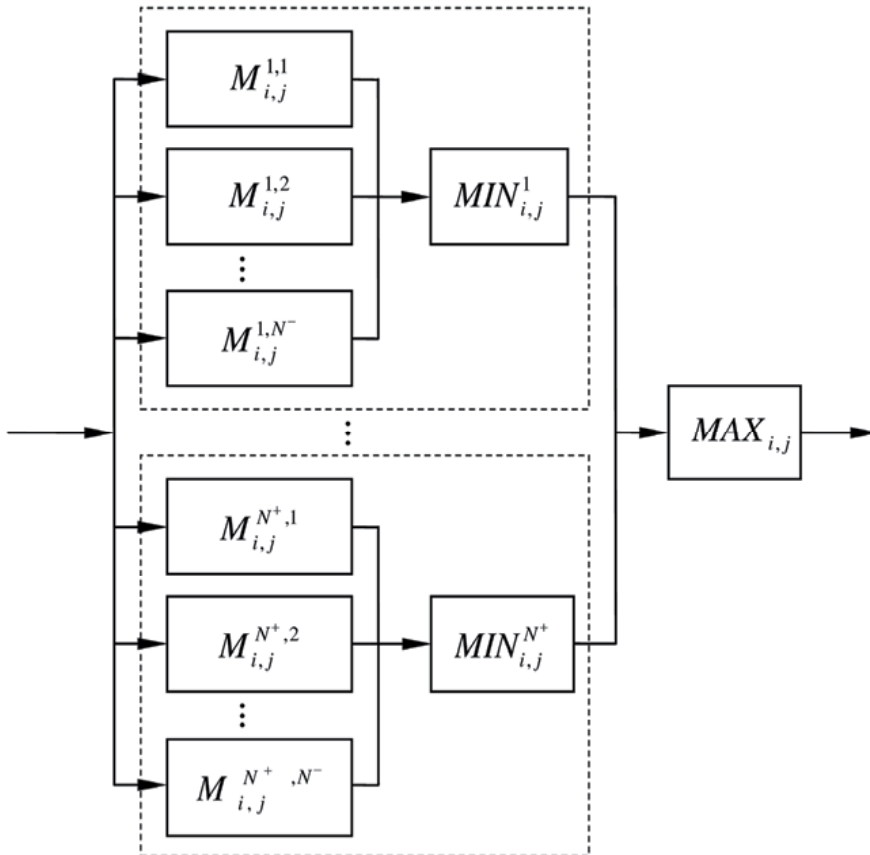 M_{i,j}^{1,1}
M_{i,j}^{1,2}
MIN_{i,j}^{1}
⋮
M_{i,j}^{1,N^-}
⋮
MAX_{i,j}
M_{i,j}^{N^+,1}
M_{i,j}^{N^+,2}
MIN_{i,j}^{N^+}
⋮
M_{i,j}^{N^+,N^-}